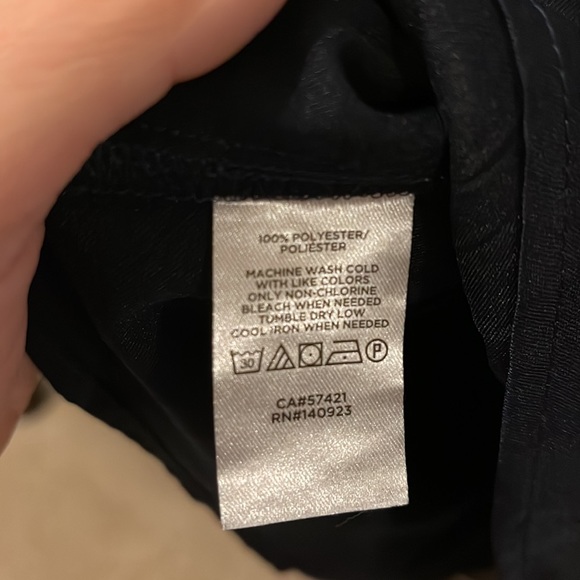 100% POLYESTER/
POLIÉSTER
MACHINE WASH COLD
WITH LIKE COLORS
ONLY NON-CHLORINE
BLEACH WHEN NEEDED
TUMBLE DRY LOW
COOL IRON WHEN NEEDED
30 P
CA#57421
RN#140923